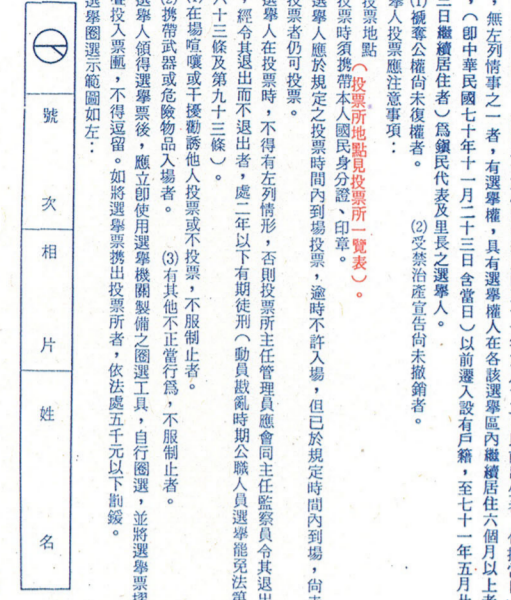 ，無左列情事之一者，有選舉權，具有選舉權人在各該選舉區內繼續居住六個月以上者
，（即中華民國七十年十一月二十三日含當日）以前遷入設有戶籍，至七十一年五月廿
三日繼續居住者）爲鎭民代表及里長之選舉人。
⑴褫奪公權尚未復權者。　⑵受禁治產宣告尚未撤銷者。
舉人投票應注意事項：
投票地點（投票所地點見投票所一覽表）。
投票時須携帶本人國民身分證、印章。
選舉人應於規定之投票時間內到場投票，逾時不許入場，但已於規定時間內到場，尚
投票者仍可投票。
選舉人在投票時，不得有左列情形，否則投票所主任管理員應會同主任監察員令其退出
，經令其退出而不退出者，處二年以下有期徒刑（動員戡亂時期公職人員選舉罷免法第
十三條及第九十三條）。
⑴在場喧嚷或干擾勸誘他人投票或不投票，不服制止者。
⑵携帶武器或危險物品入場者。　⑶有其他不正當行爲，不服制止者。
選舉人領得選舉票後，應立卽使用選舉機關製備之圈選工具，自行圈選，並將選舉票摺
投入票匭，不得逗留。如將選舉票携出投票所者，依法處五千元以下罰鍰。
選舉圈選示範圖如左：
號次
相片
姓名